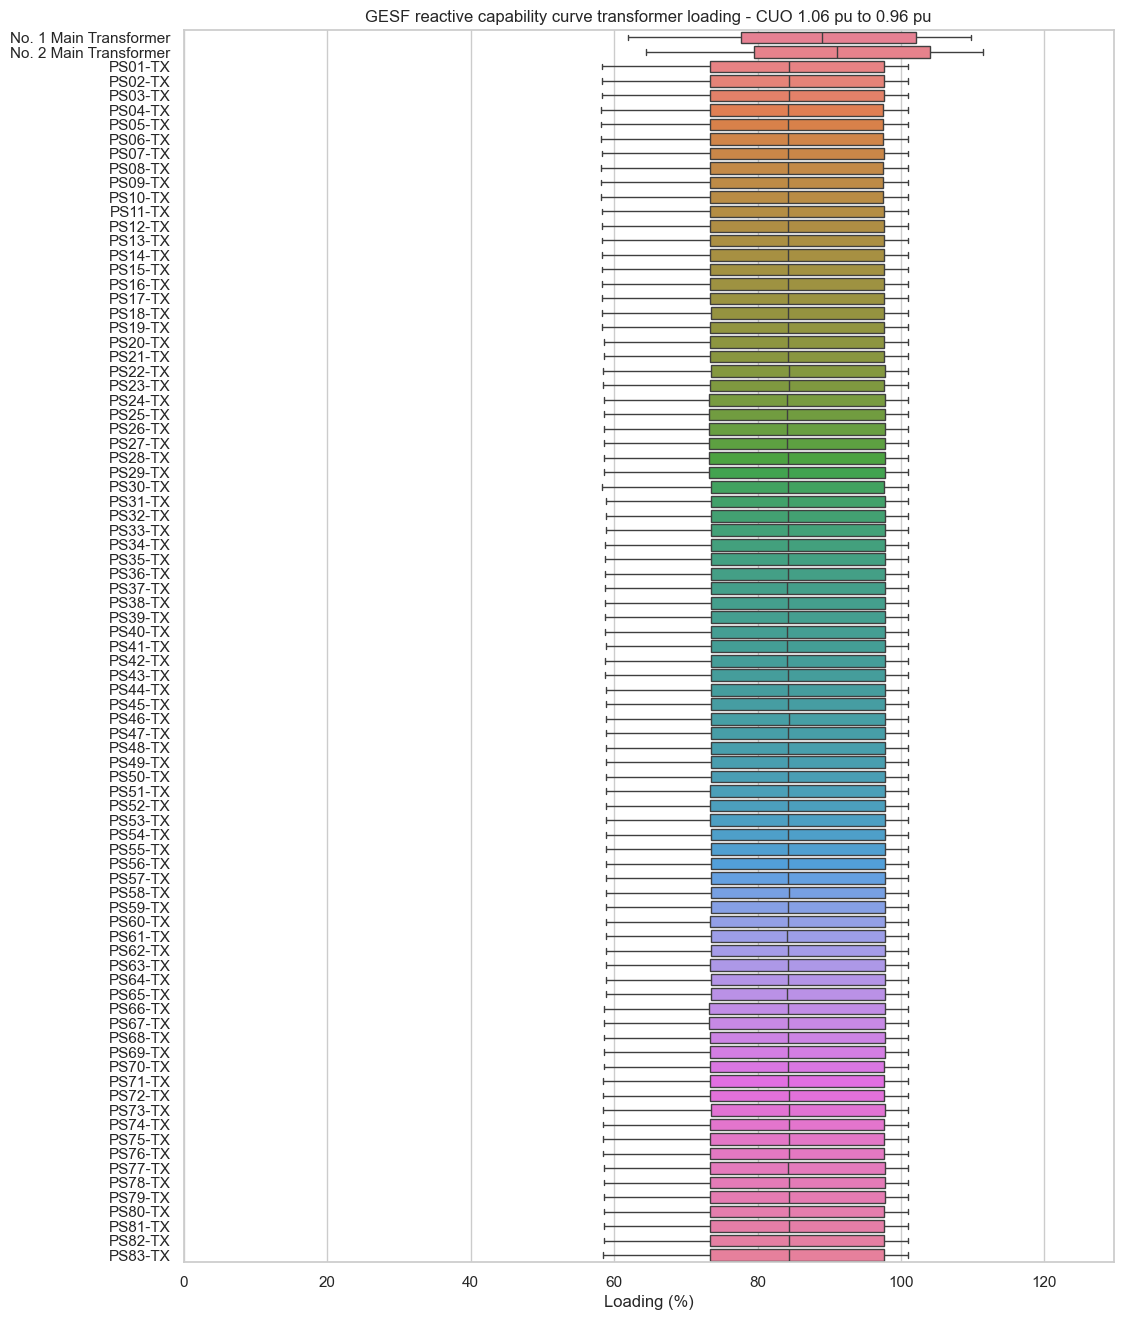 GESF reactive capability curve transformer loading - CUO 1.06 pu to 0.96 pu
No. 1 Main Transformer
No. 2 Main Transformer
PS01-TX
PS02-TX
PS03-TX
PS04-TX
PS05-TX
PS06-TX
PS07-TX
PS08-TX
PS09-TX
PS10-TX
PS11-TX
PS12-TX
PS13-TX
PS14-TX
PS15-TX
PS16-TX
PS17-TX
PS18-TX
PS19-TX
PS20-TX
PS21-TX
PS22-TX
PS23-TX
PS24-TX
PS25-TX
PS26-TX
PS27-TX
PS28-TX
PS29-TX
PS30-TX
PS31-TX
PS32-TX
PS33-TX
PS34-TX
PS35-TX
PS36-TX
PS37-TX
PS38-TX
PS39-TX
PS40-TX
PS41-TX
PS42-TX
PS43-TX
PS44-TX
PS45-TX
PS46-TX
PS47-TX
PS48-TX
PS49-TX
PS50-TX
PS51-TX
PS52-TX
PS53-TX
PS54-TX
PS55-TX
PS56-TX
PS57-TX
PS58-TX
PS59-TX
PS60-TX
PS61-TX
PS62-TX
PS63-TX
PS64-TX
PS65-TX
PS66-TX
PS67-TX
PS68-TX
PS69-TX
PS70-TX
PS71-TX
PS72-TX
PS73-TX
PS74-TX
PS75-TX
PS76-TX
PS77-TX
PS78-TX
PS79-TX
PS80-TX
PS81-TX
PS82-TX
PS83-TX
0 20 40 60 80 100 120
Loading (%)